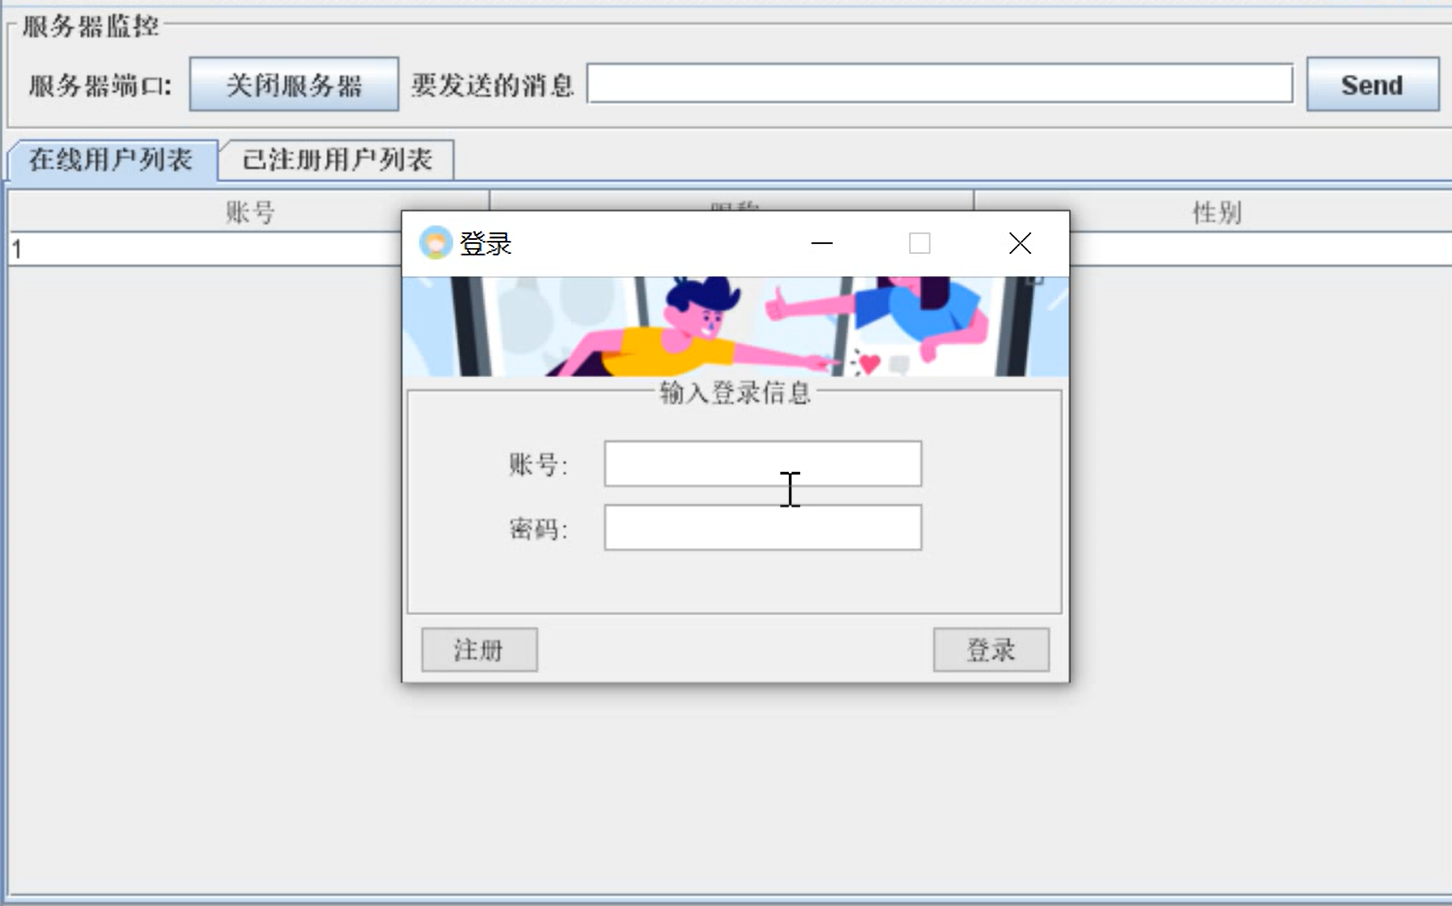 服务器监控
服务器端口: 关闭服务器 要发送的消息 Send
在线用户列表 已注册用户列表
账号 性别
1
登录
输入登录信息
账号:
密码:
注册 登录